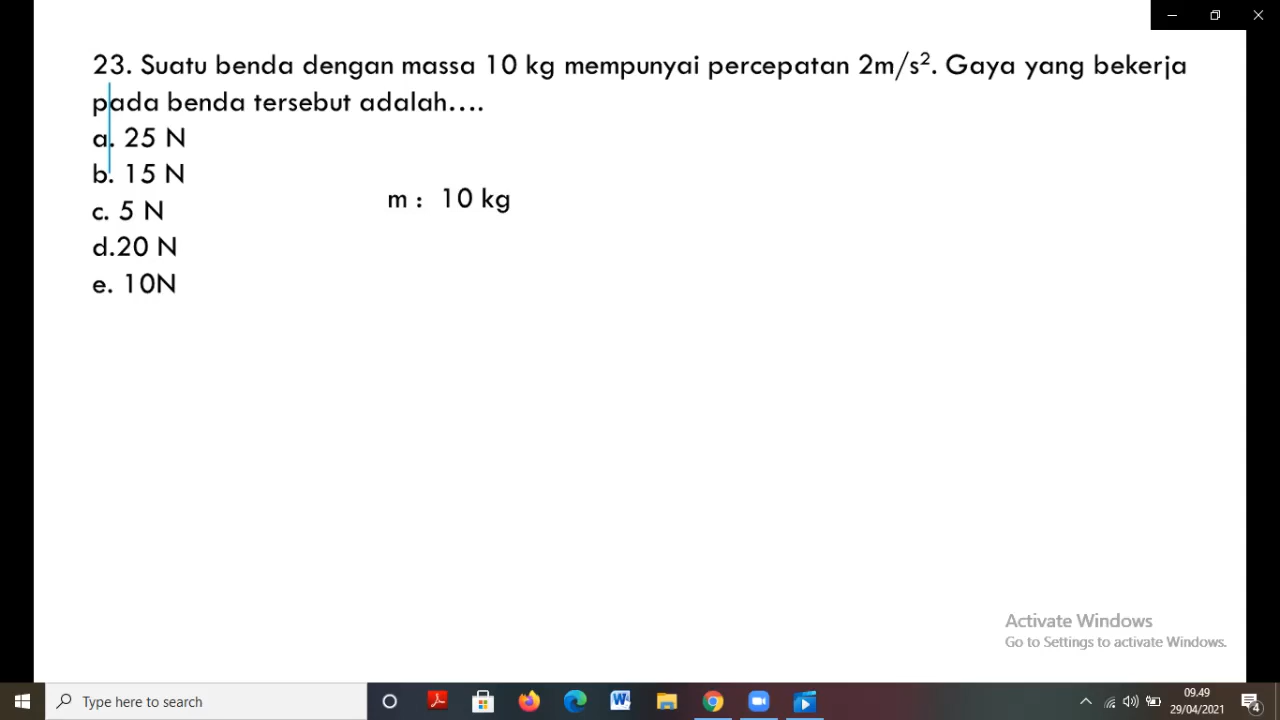 23. Suatu benda dengan massa 10 kg mempunyai percepatan 2m/s². Gaya yang bekerja
pada benda tersebut adalah....
a. 25 N
b. 15 N
m : 10 kg
c. 5 N
d.20 N
e. 10N
Activate Windows
Go to Settings to activate Windows.
Type here to search
09.49
29/04/2021
4